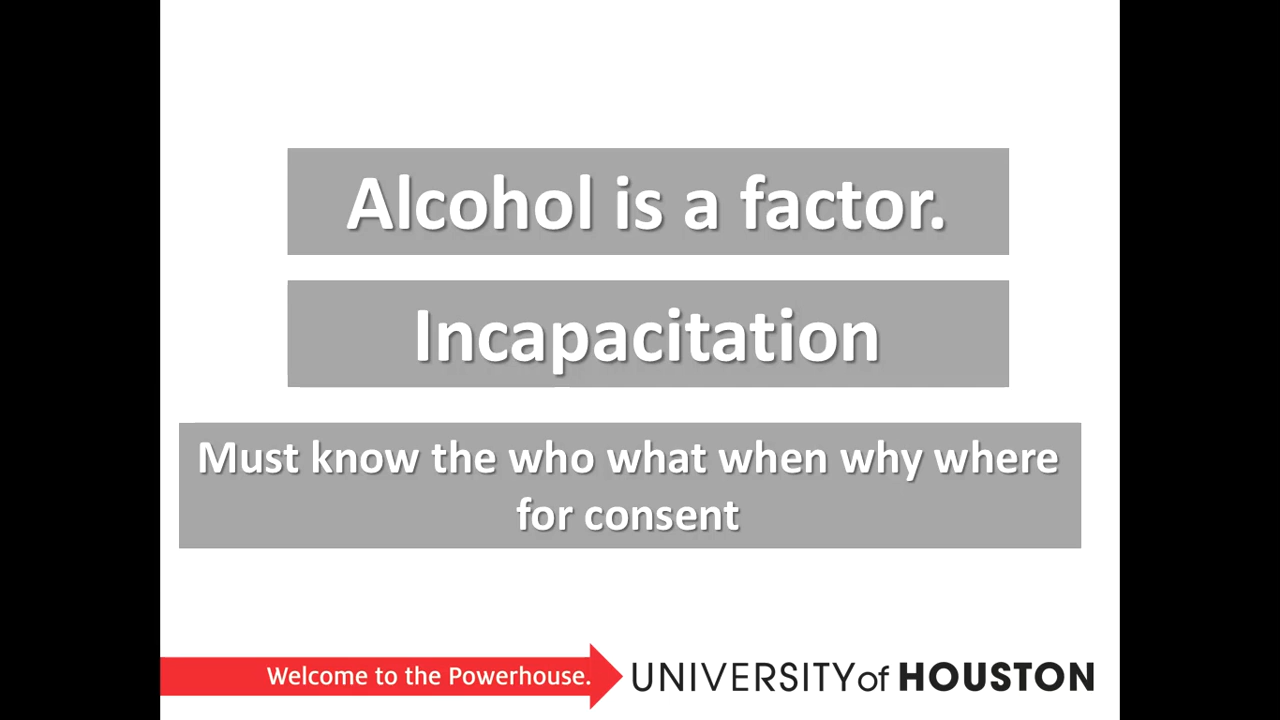 Alcohol is a factor.
Incapacitation
Must know the who what when why where
for consent
Welcome to the Powerhouse.
UNIVERSITY of HOUSTON